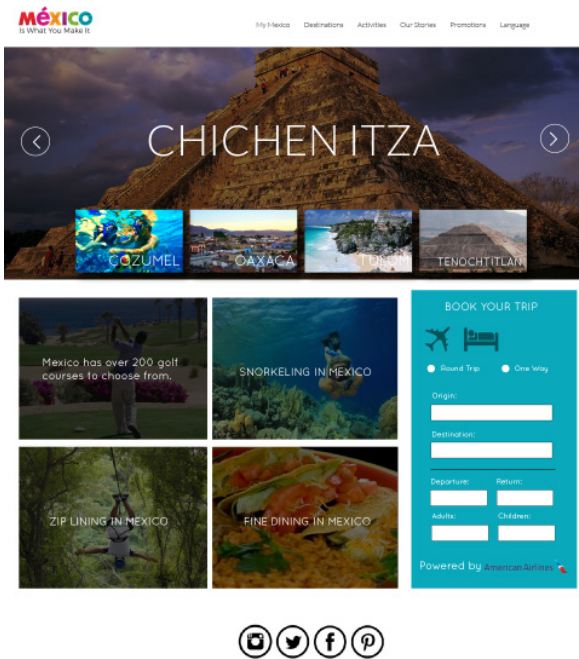 MéXICO
Is What You Make It
My Mexico Destinations Activities Our Stories Promotions Language
CHICHEN ITZA
COZUMEL
OAXACA
TULUM
TENOCHTITLAN
Mexico has over 200 golf
courses to choose from.
SNORKELING IN MEXICO
ZIP LINING IN MEXICO
FINE DINING IN MEXICO
BOOK YOUR TRIP
Round Trip One Way
Origin:
Destination:
Departure: Return:
Adults: Children:
Powered by American Airlines